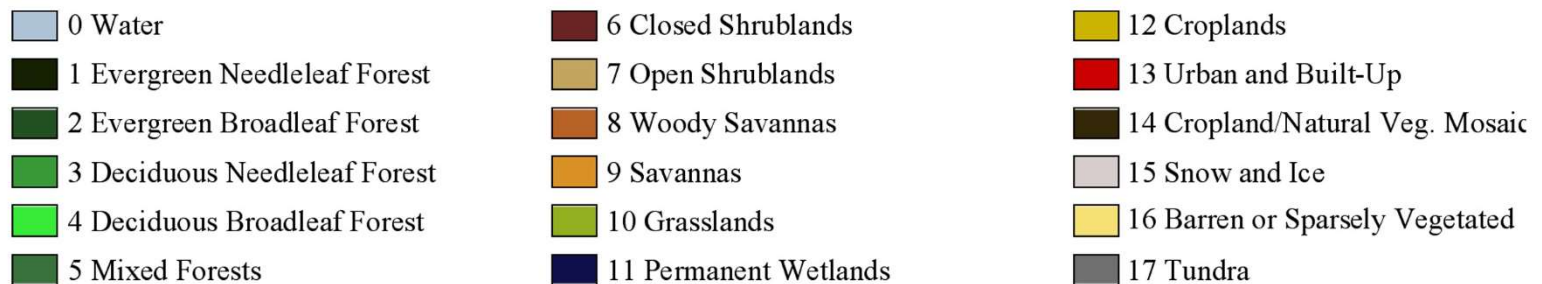 0 Water
1 Evergreen Needleleaf Forest
2 Evergreen Broadleaf Forest
3 Deciduous Needleleaf Forest
4 Deciduous Broadleaf Forest
5 Mixed Forests
6 Closed Shrublands
7 Open Shrublands
8 Woody Savannas
9 Savannas
10 Grasslands
11 Permanent Wetlands
12 Croplands
13 Urban and Built-Up
14 Cropland/Natural Veg. Mosaic
15 Snow and Ice
16 Barren or Sparsely Vegetated
17 Tundra